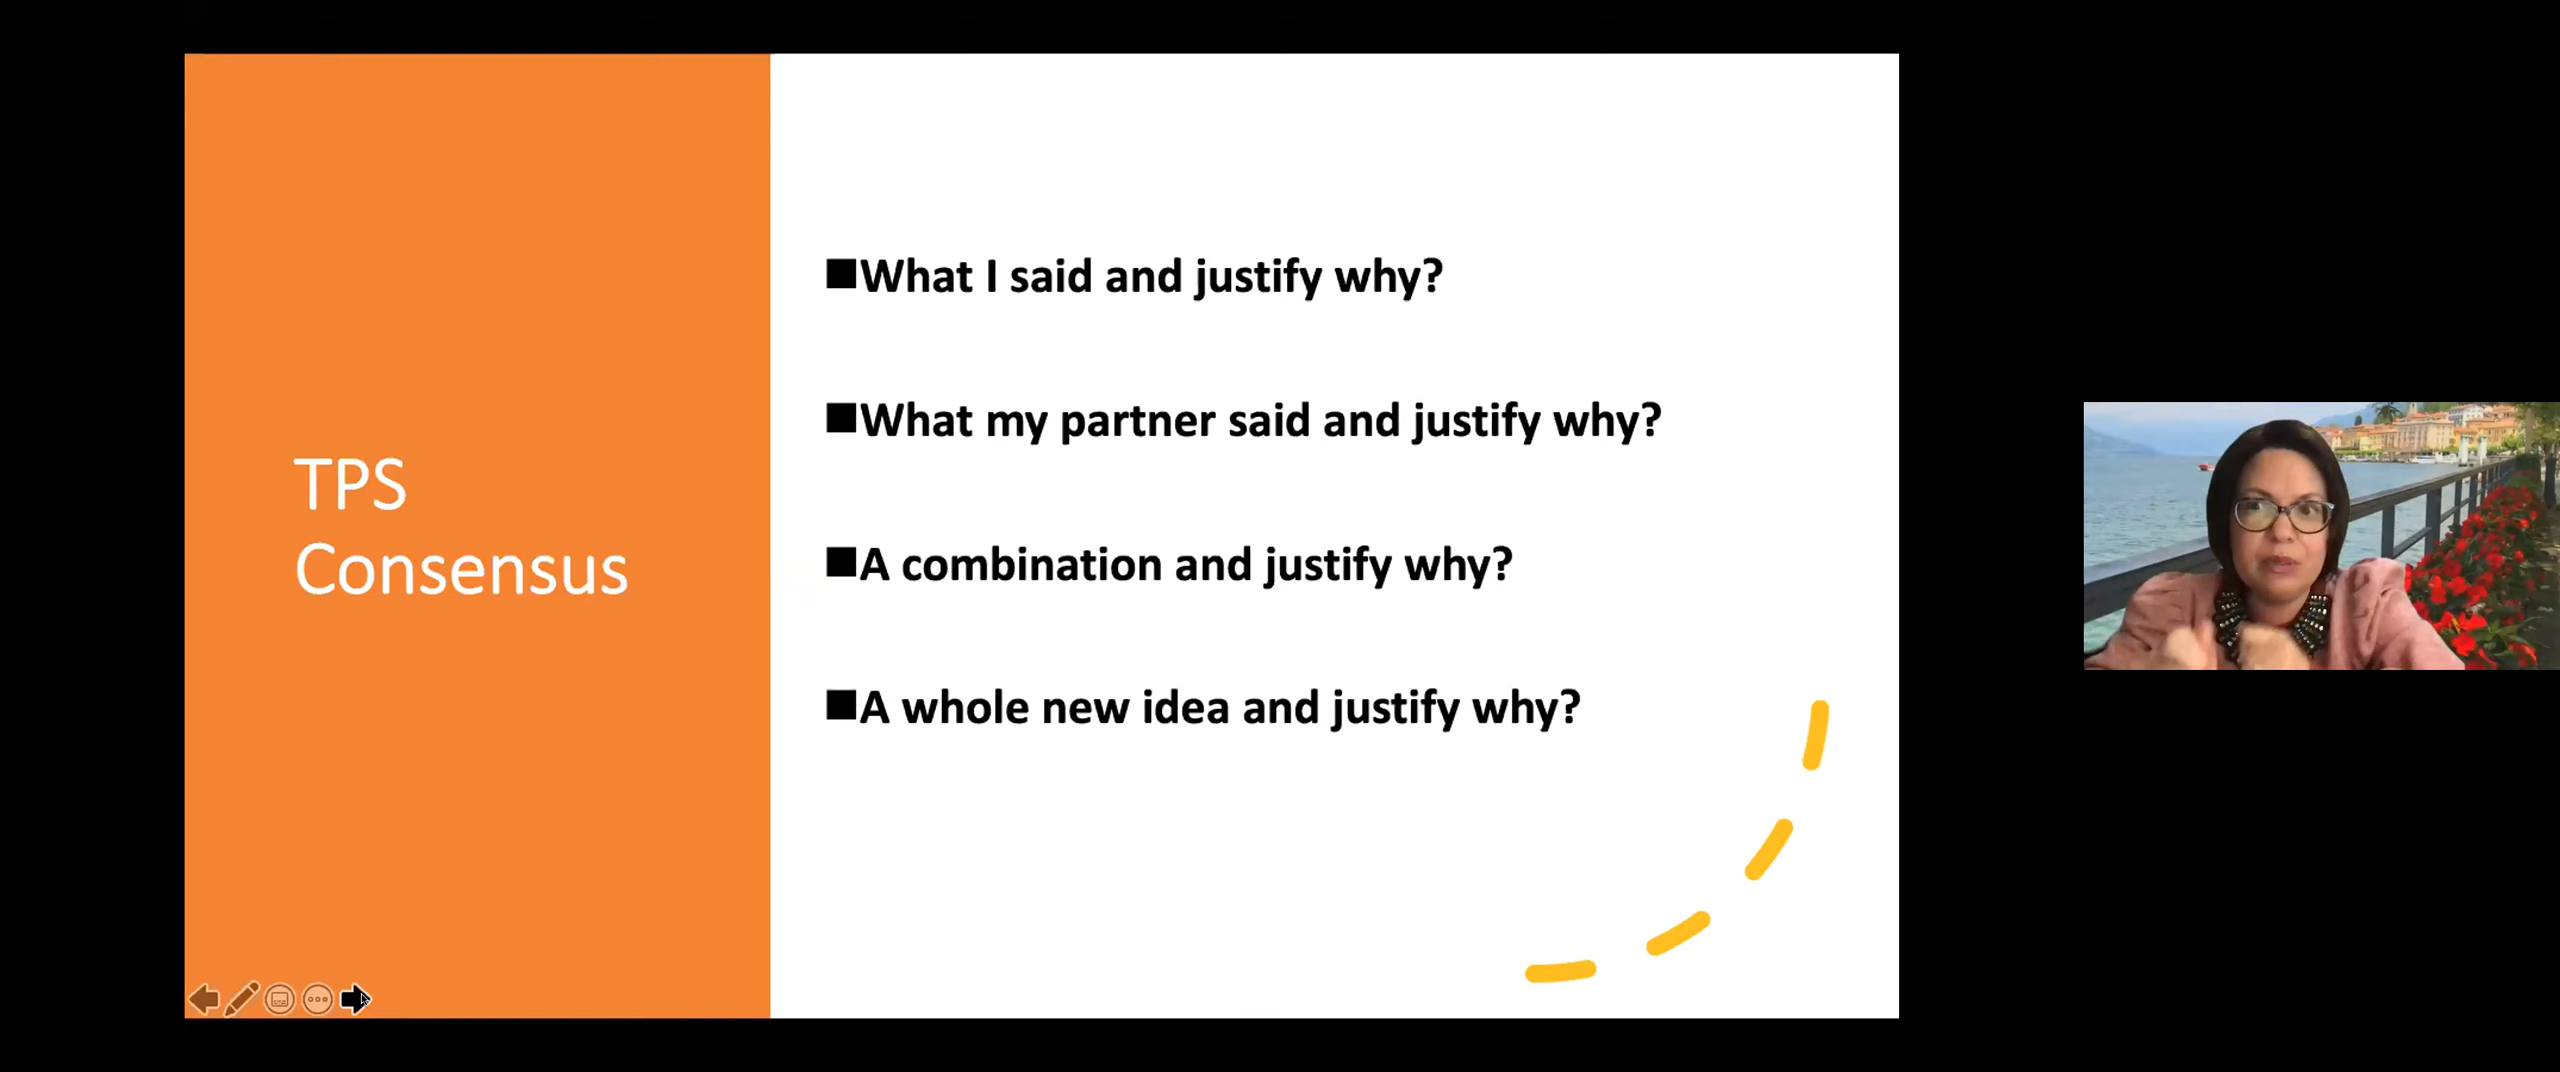 TPS
Consensus
■What I said and justify why?
■What my partner said and justify why?
■A combination and justify why?
■A whole new idea and justify why?